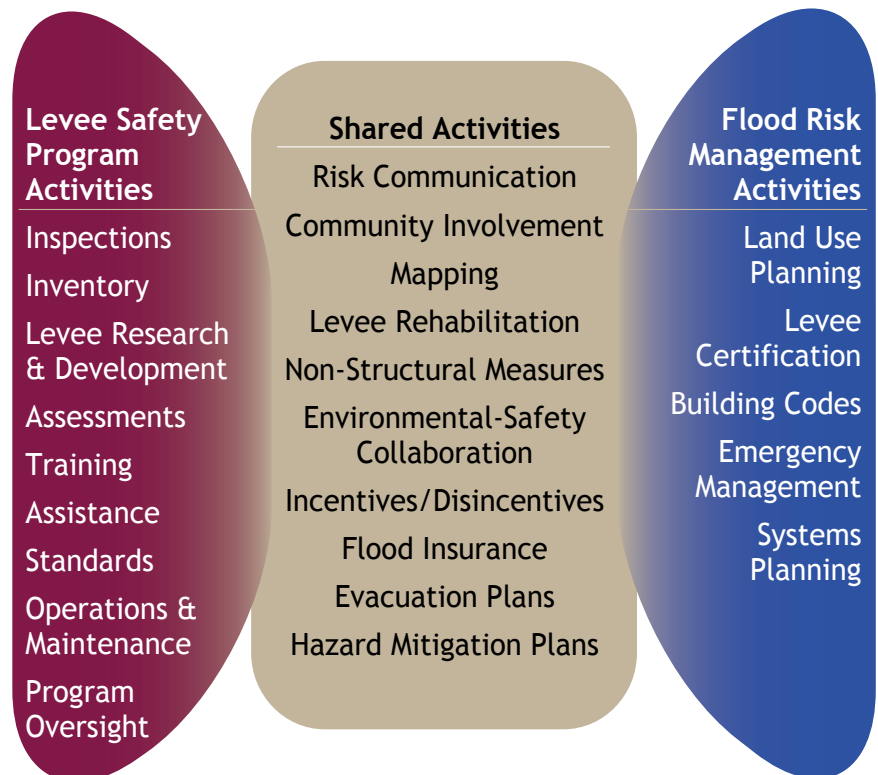 Levee Safety
Program
Activities
Inspections
Inventory
Levee Research
& Development
Assessments
Training
Assistance
Standards
Operations &
Maintenance
Program
Oversight
Shared Activities
Risk Communication
Community Involvement
Mapping
Levee Rehabilitation
Non-Structural Measures
Environmental-Safety
Collaboration
Incentives/Disincentives
Flood Insurance
Evacuation Plans
Hazard Mitigation Plans
Flood Risk
Management
Activities
Land Use
Planning
Levee
Certification
Building Codes
Emergency
Management
Systems
Planning